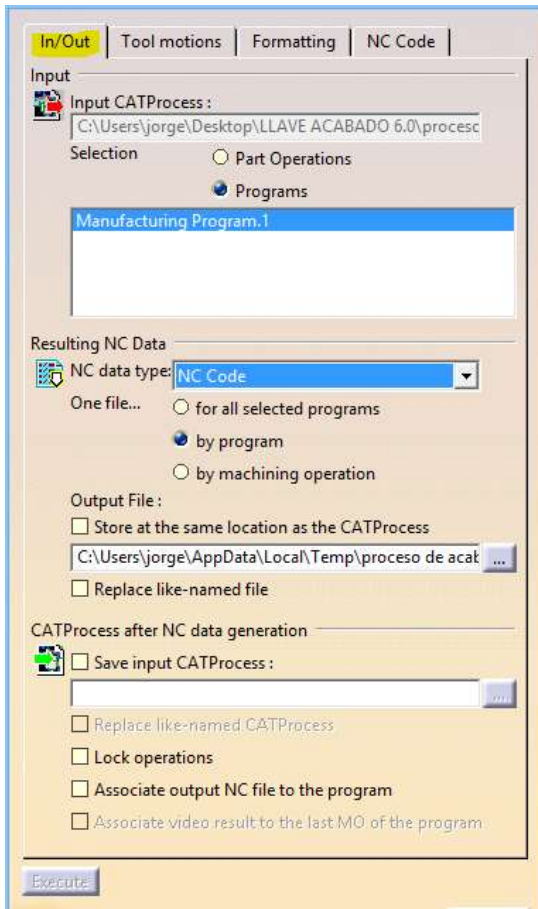 In/Out Tool motions Formatting NC Code
Input
Input CATProcess :
C:\Users\jorge\Desktop\LLAVE ACABADO 6.0\procesc
Selection
Part Operations
Programs
Manufacturing Program.1
Resulting NC Data
NC data type: NC Code
One file... for all selected programs
by program
by machining operation
Output File :
Store at the same location as the CATProcess
C:\Users\jorge\AppData\Local\Temp\proceso de acab ...
Replace like-named file
CATProcess after NC data generation
Save input CATProcess :
...
Replace like-named CATProcess
Lock operations
Associate output NC file to the program
Associate video result to the last MO of the program
Execute